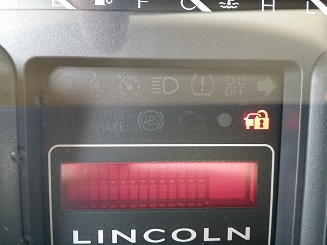 E F C H L
O/D
OFF
BRAKE (ABS)
LINCOLN